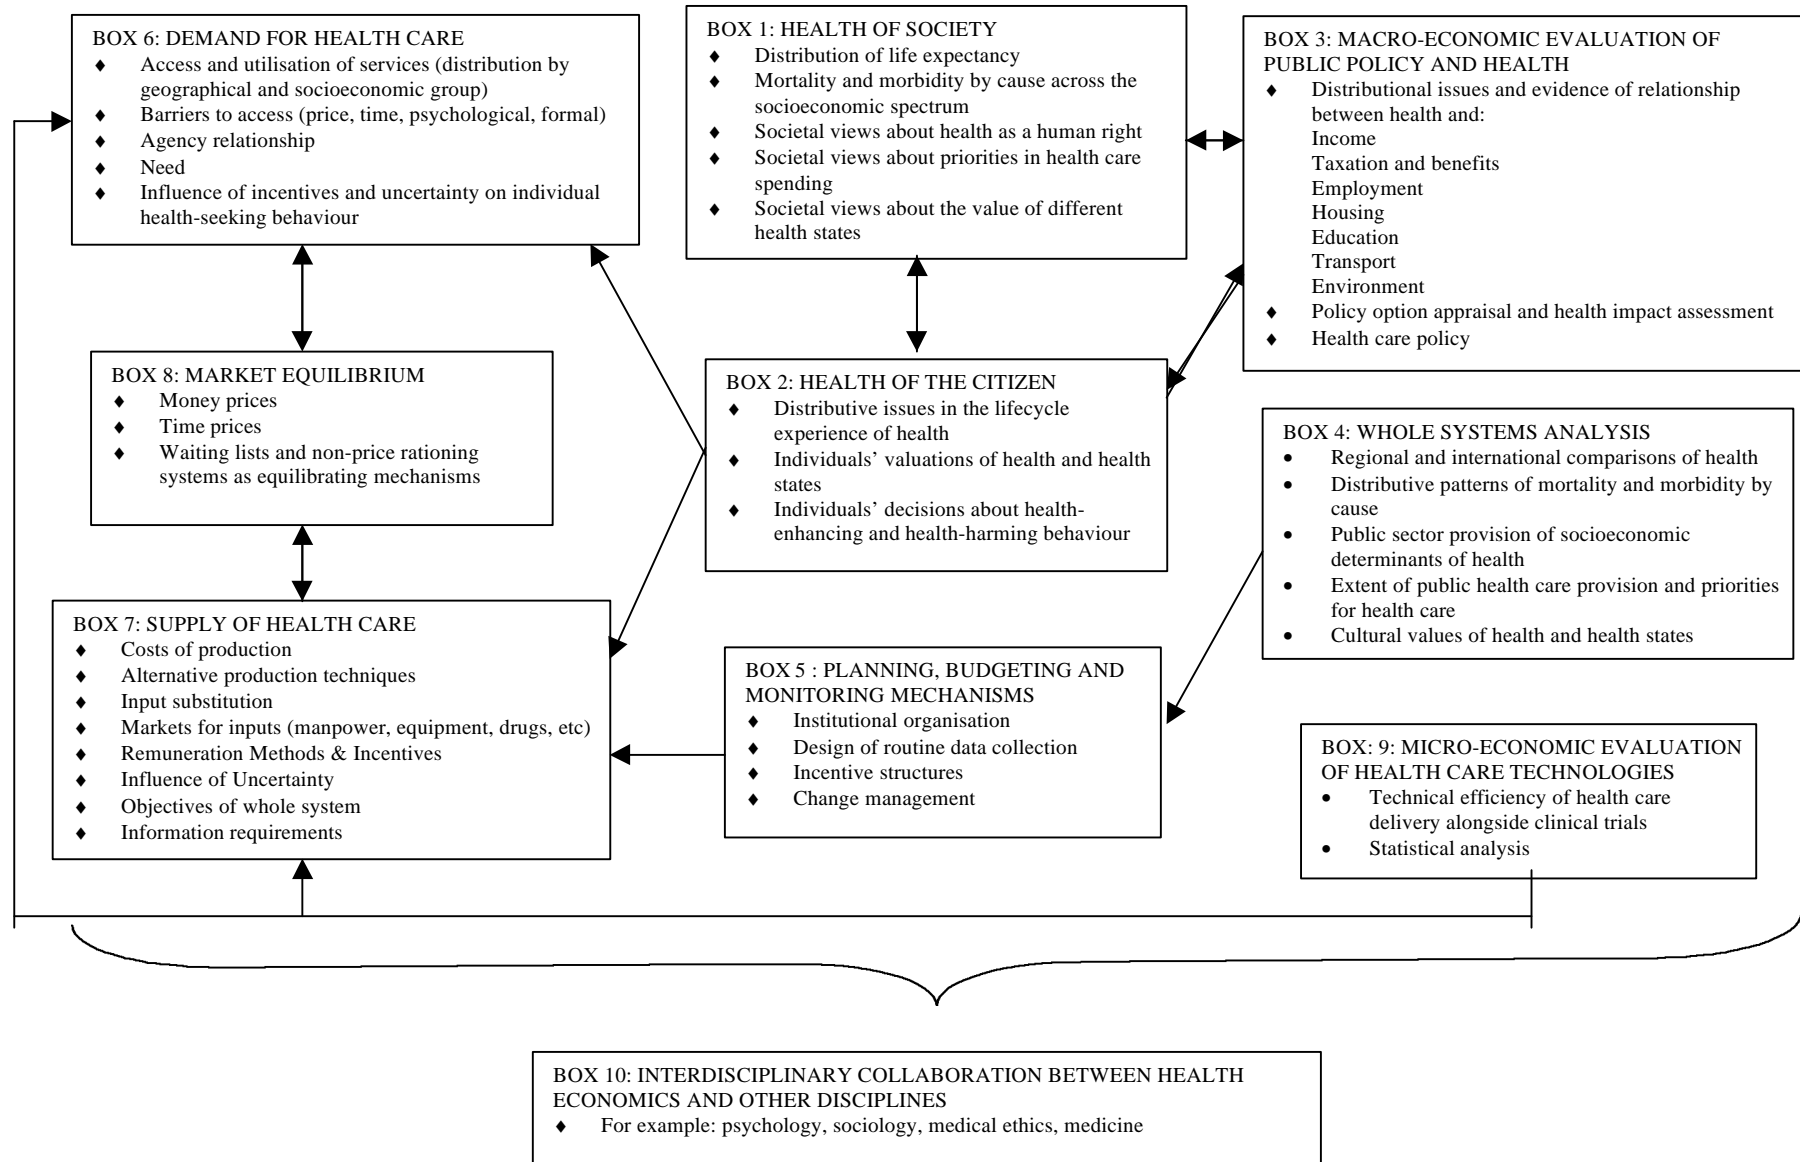 BOX 6: DEMAND FOR HEALTH CARE
♦ Access and utilisation of services (distribution by
geographical and socioeconomic group)
♦ Barriers to access (price, time, psychological, formal)
♦ Agency relationship
♦ Need
♦ Influence of incentives and uncertainty on individual
health-seeking behaviour
BOX 1: HEALTH OF SOCIETY
♦ Distribution of life expectancy
♦ Mortality and morbidity by cause across the
socioeconomic spectrum
♦ Societal views about health as a human right
♦ Societal views about priorities in health care
spending
♦ Societal views about the value of different
health states
BOX 3: MACRO-ECONOMIC EVALUATION OF
PUBLIC POLICY AND HEALTH
♦ Distributional issues and evidence of relationship
between health and:
Income
Taxation and benefits
Employment
Housing
Education
Transport
Environment
♦ Policy option appraisal and health impact assessment
♦ Health care policy
BOX 8: MARKET EQUILIBRIUM
♦ Money prices
♦ Time prices
♦ Waiting lists and non-price rationing
systems as equilibrating mechanisms
BOX 2: HEALTH OF THE CITIZEN
♦ Distributive issues in the lifecycle
experience of health
♦ Individuals' valuations of health and health
states
♦ Individuals' decisions about health-
enhancing and health-harming behaviour
BOX 4: WHOLE SYSTEMS ANALYSIS
• Regional and international comparisons of health
• Distributive patterns of mortality and morbidity by
cause
• Public sector provision of socioeconomic
determinants of health
• Extent of public health care provision and priorities
for health care
• Cultural values of health and health states
BOX 7: SUPPLY OF HEALTH CARE
♦ Costs of production
♦ Alternative production techniques
♦ Input substitution
♦ Markets for inputs (manpower, equipment, drugs, etc)
♦ Remuneration Methods & Incentives
♦ Influence of Uncertainty
♦ Objectives of whole system
♦ Information requirements
BOX 5 : PLANNING, BUDGETING AND
MONITORING MECHANISMS
♦ Institutional organisation
♦ Design of routine data collection
♦ Incentive structures
♦ Change management
BOX: 9: MICRO-ECONOMIC EVALUATION
OF HEALTH CARE TECHNOLOGIES
• Technical efficiency of health care
delivery alongside clinical trials
• Statistical analysis
BOX 10: INTERDISCIPLINARY COLLABORATION BETWEEN HEALTH
ECONOMICS AND OTHER DISCIPLINES
♦ For example: psychology, sociology, medical ethics, medicine